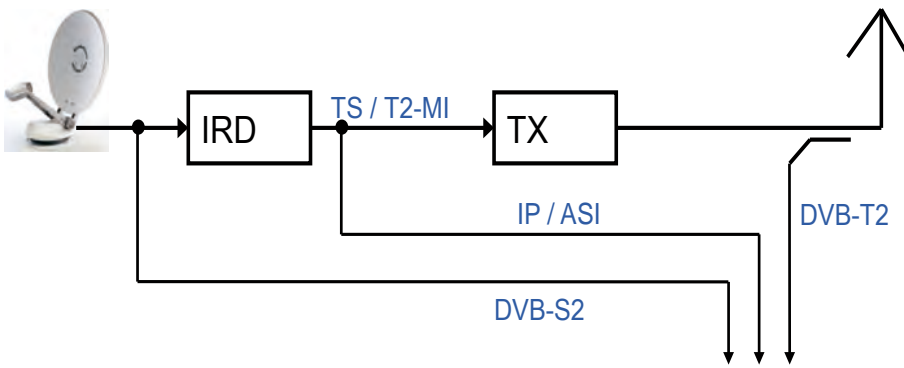 TS / T2-MI
IRD
TX
IP / ASI
DVB-T2
DVB-S2